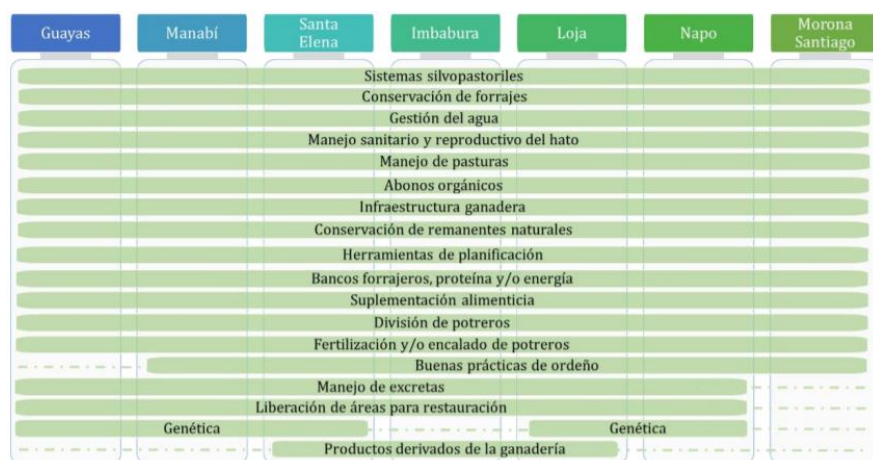 Guayas
Manabí
Santa
Elena
Imbabura
Loja
Napo
Morona
Santiago
Sistemas silvopastoriles
Conservación de forrajes
Gestión del agua
Manejo sanitario y reproductivo del hato
Manejo de pasturas
Abonos orgánicos
Infraestructura ganadera
Conservación de remanentes naturales
Herramientas de planificación
Bancos forrajeros, proteína y/o energía
Suplementación alimenticia
División de potreros
Fertilización y/o encalado de potreros
Buenas prácticas de ordeño
Manejo de excretas
Liberación de áreas para restauración
Genética
Genética
Productos derivados de la ganadería